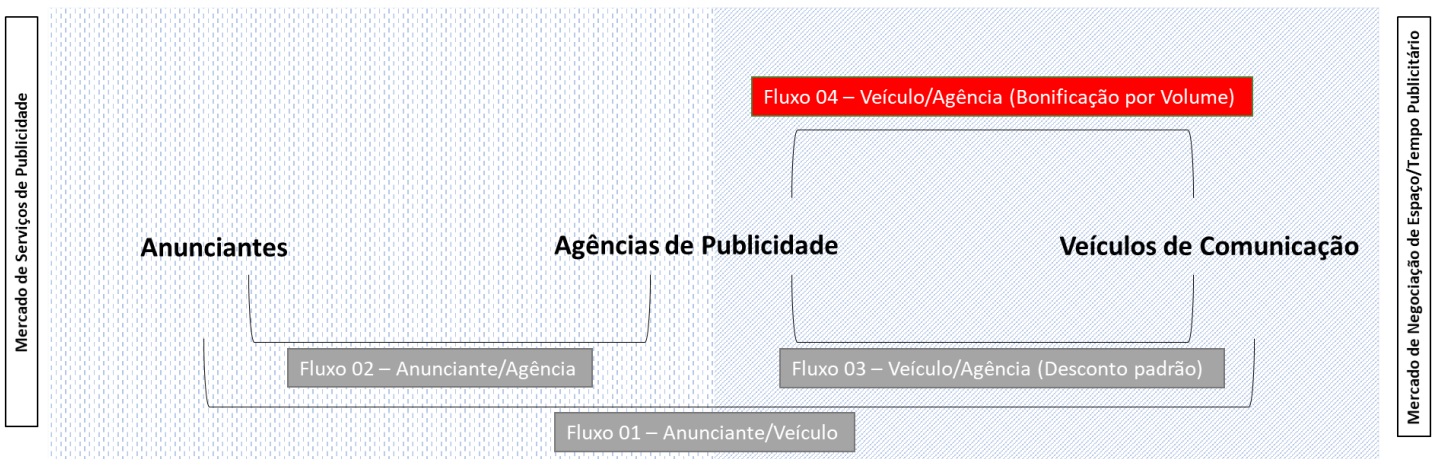 Mercado de Serviços de Publicidade
Fluxo 04 – Veículo/Agência (Bonificação por Volume)
Anunciantes
Agências de Publicidade
Veículos de Comunicação
Fluxo 02 – Anunciante/Agência
Fluxo 03 – Veículo/Agência (Desconto padrão)
Fluxo 01 – Anunciante/Veículo
Mercado de Negociação de Espaço/Tempo Publicitário